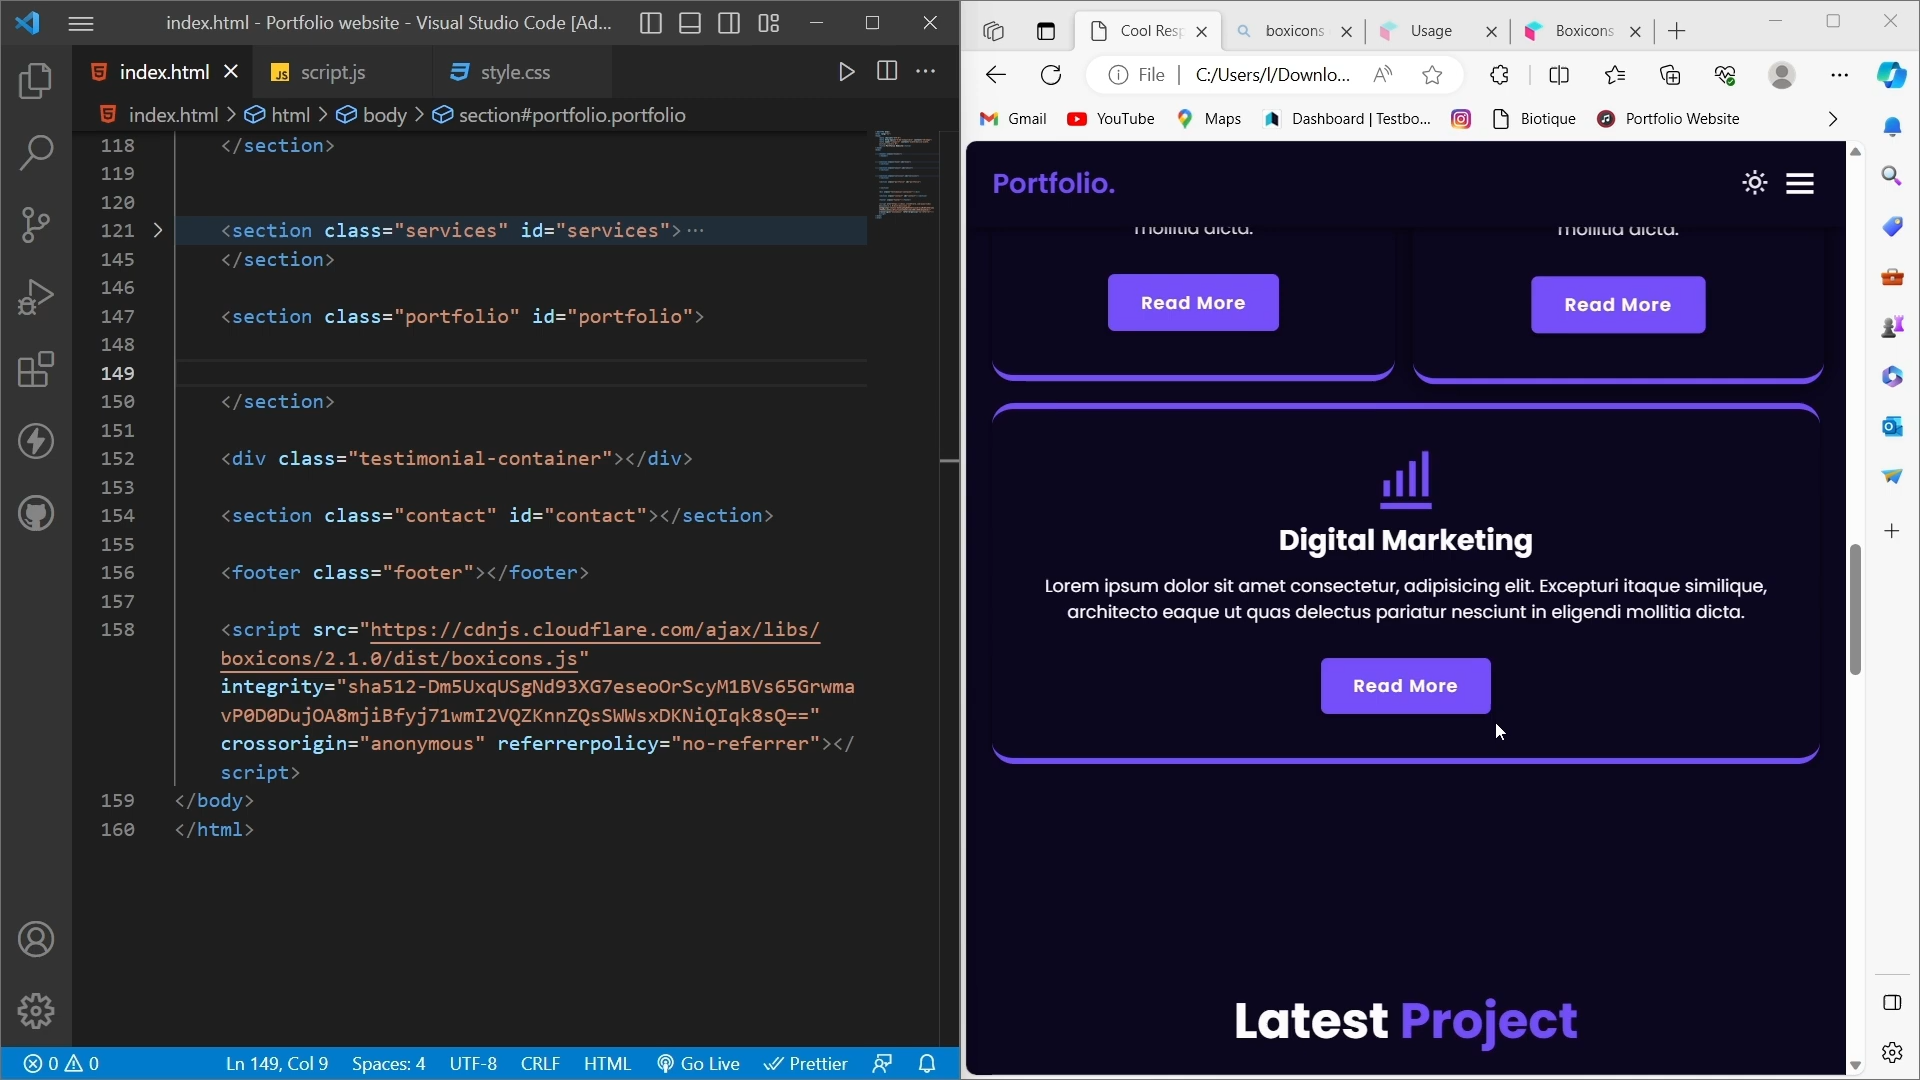 index.html - Portfolio website - Visual Studio Code [Ad...
index.html
script.js
style.css
index.html > html > body > section#portfolio.portfolio
118 </section>
119
120
121 <section class="services" id="services">···
145 </section>
146
147 <section class="portfolio" id="portfolio">
148
149
150 </section>
151
152 <div class="testimonial-container"></div>
153
154 <section class="contact" id="contact"></section>
155
156 <footer class="footer"></footer>
157
158 <script src="https://cdnjs.cloudflare.com/ajax/libs/
boxicons/2.1.0/dist/boxicons.js"
integrity="sha512-Dm5UxqUSgNd93XG7eseoOrScyM1BVs65Grwma
vP0D0DujOA8mjiBfyj71wmI2VQZKnnZQsSWWsxDKNiQIqk8sQ=="
crossorigin="anonymous" referrerpolicy="no-referrer"></
script>
159 </body>
160 </html>
0 0 Ln 149, Col 9 Spaces: 4 UTF-8 CRLF HTML Go Live Prettier
Cool Resp
boxicons
Usage
Boxicons
File C:/Users/l/Downlo...
Gmail YouTube Maps Dashboard | Testbo... Biotique Portfolio Website
Portfolio.
mollitia dicta.
mollitia dicta.
Read More
Read More
Digital Marketing
Lorem ipsum dolor sit amet consectetur, adipisicing elit. Excepturi itaque similique,
architecto eaque ut quas delectus pariatur nesciunt in eligendi mollitia dicta.
Read More
Latest Project